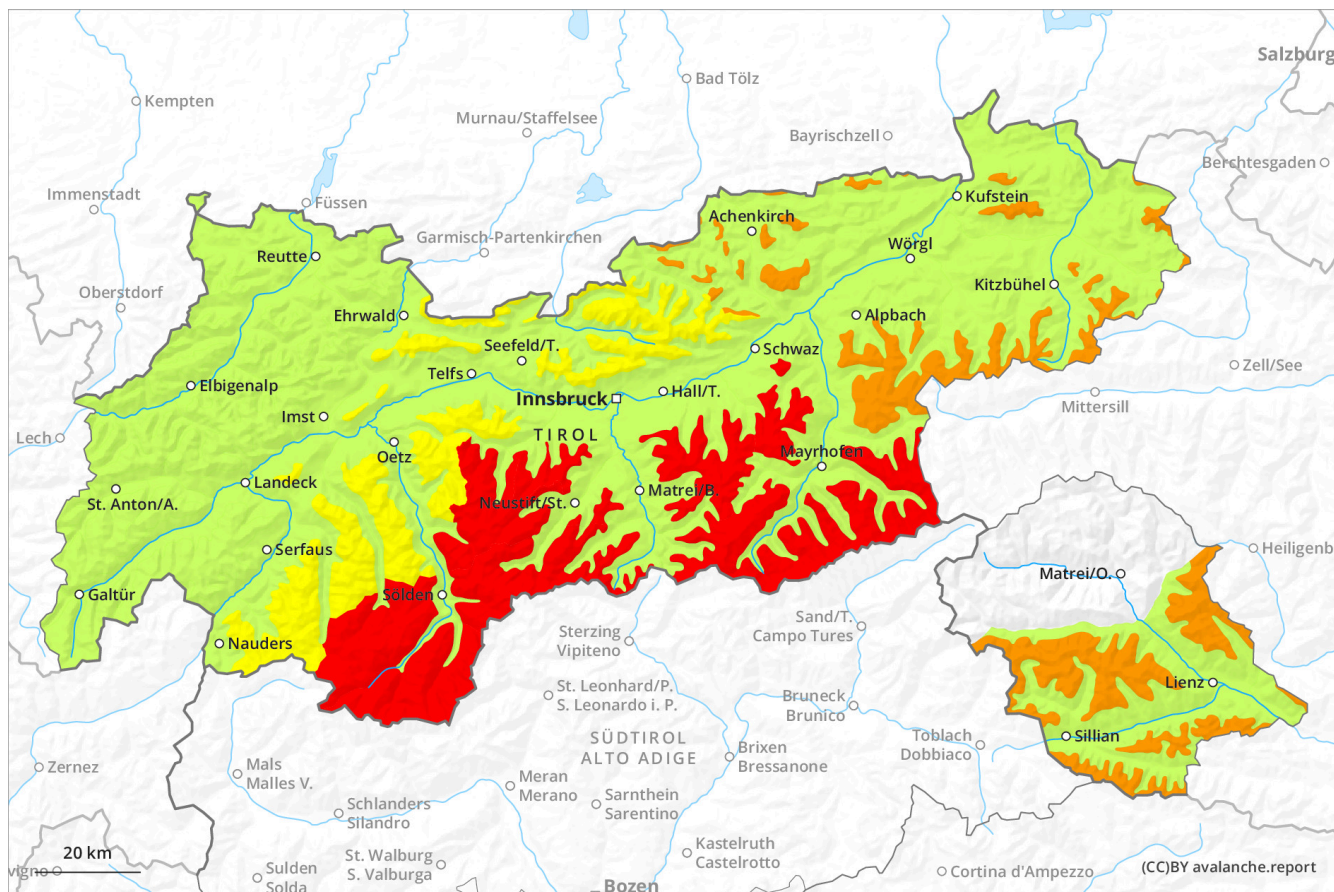 Salzburg
Bad Tölz
Kempten
Murnau/Staffelsee
Bayrischzell
Berchtesgaden
Immenstadt
Füssen
Kufstein
Achenkirch
Garmisch-Partenkirchen
Wörgl
Reutte
Kitzbühel
Oberstdorf
Ehrwald
Alpbach
Seefeld/T.
Schwaz
Zell/See
Telfs
Elbigenalp
Hall/T.
Innsbruck
Mittersill
Imst
Lech
TIROL
Oetz
Mayrhofen
Landeck
St. Anton/A.
Matrei/B.
Neustift/St.
Serfaus
Heiligenb
Matrei/O.
Galtür
Sölden
Sand/T.
Campo Tures
Sterzing
Vipiteno
Nauders
Lienz
St. Leonhard/P.
S. Leonardo i. P.
Bruneck
Brunico
Sillian
SÜDTIROL
ALTO ADIGE
Toblach
Dobbiaco
Brixen
Bressanone
Zernez
Mals
Malles V.
Meran
Merano
Sarnthein
Sarentino
Schlanders
Silandro
Kastelruth
Castelrotto
20 km
St. Walburg
S. Valburga
vigno
Sulden
Solda
Cortina d'Ampezzo
(CC)BY avalanche.report
Bozen